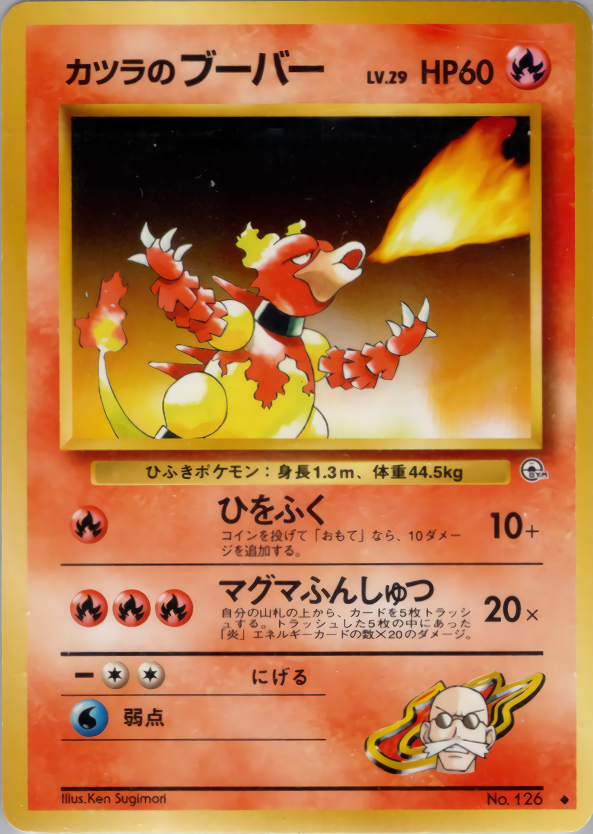 カツラのブーバー LV.29 HP60
ひふきポケモン：身長1.3m、体重44.5kg
GYM
ひをふく 10+
コインを投げて「おもて」なら、10ダメー
ジを追加する。
マグマふんしゅつ 20×
自分の山札の上から、カードを5枚トラッシ
ュする。トラッシュした5枚の中にあった
「炎」エネルギーカードの数×20のダメージ。
にげる
弱点
Illus.Ken Sugimori No. 126